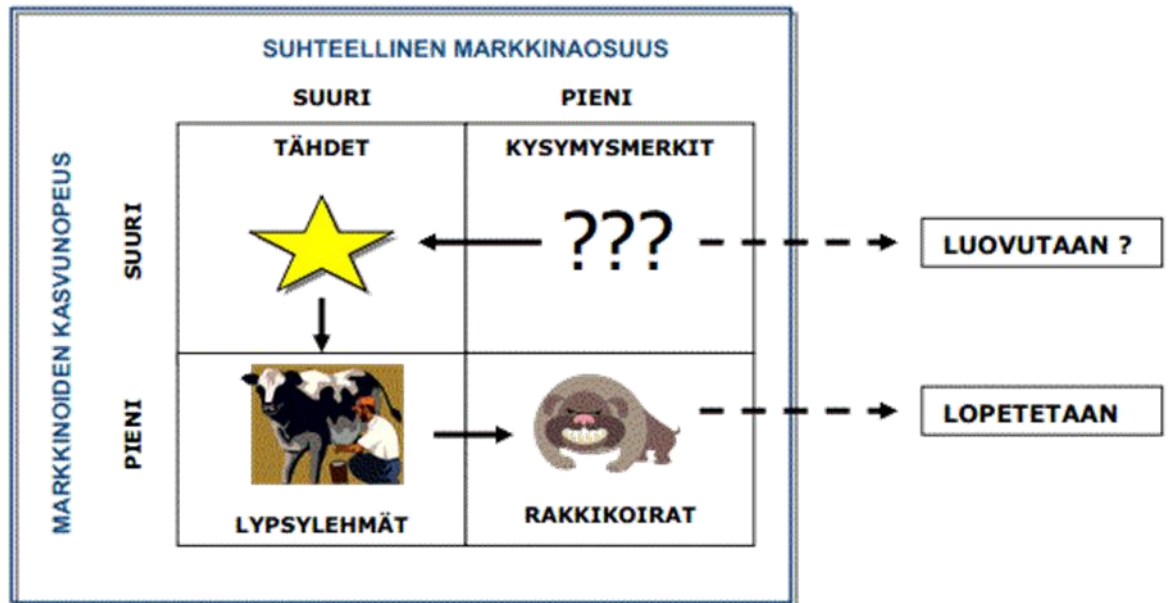 SUHTEELLINEN MARKKINAOSUUS
SUURI
PIENI
MARKKINOIDEN KASVUNOPEUS
SUURI
TÄHDET
KYSYMYSMERKIT
???
LUOVUTAAN ?
PIENI
LYPSYLEHMÄT
RAKKIKOIRAT
LOPETETAAN